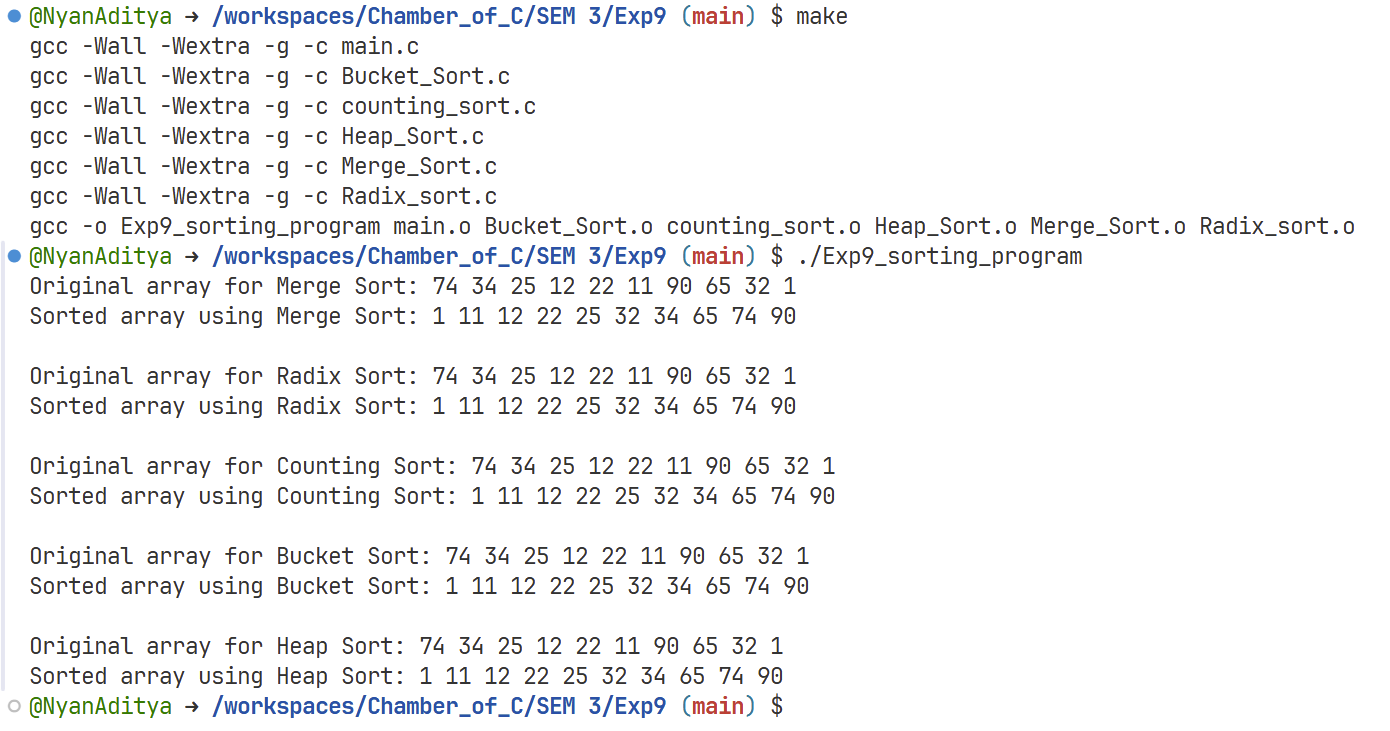 @NyanAditya → /workspaces/Chamber_of_C/SEM 3/Exp9 (main) $ make
gcc -Wall -Wextra -g -c main.c
gcc -Wall -Wextra -g -c Bucket_Sort.c
gcc -Wall -Wextra -g -c counting_sort.c
gcc -Wall -Wextra -g -c Heap_Sort.c
gcc -Wall -Wextra -g -c Merge_Sort.c
gcc -Wall -Wextra -g -c Radix_sort.c
gcc -o Exp9_sorting_program main.o Bucket_Sort.o counting_sort.o Heap_Sort.o Merge_Sort.o Radix_sort.o
@NyanAditya → /workspaces/Chamber_of_C/SEM 3/Exp9 (main) $ ./Exp9_sorting_program
Original array for Merge Sort: 74 34 25 12 22 11 90 65 32 1
Sorted array using Merge Sort: 1 11 12 22 25 32 34 65 74 90

Original array for Radix Sort: 74 34 25 12 22 11 90 65 32 1
Sorted array using Radix Sort: 1 11 12 22 25 32 34 65 74 90

Original array for Counting Sort: 74 34 25 12 22 11 90 65 32 1
Sorted array using Counting Sort: 1 11 12 22 25 32 34 65 74 90

Original array for Bucket Sort: 74 34 25 12 22 11 90 65 32 1
Sorted array using Bucket Sort: 1 11 12 22 25 32 34 65 74 90

Original array for Heap Sort: 74 34 25 12 22 11 90 65 32 1
Sorted array using Heap Sort: 1 11 12 22 25 32 34 65 74 90
@NyanAditya → /workspaces/Chamber_of_C/SEM 3/Exp9 (main) $